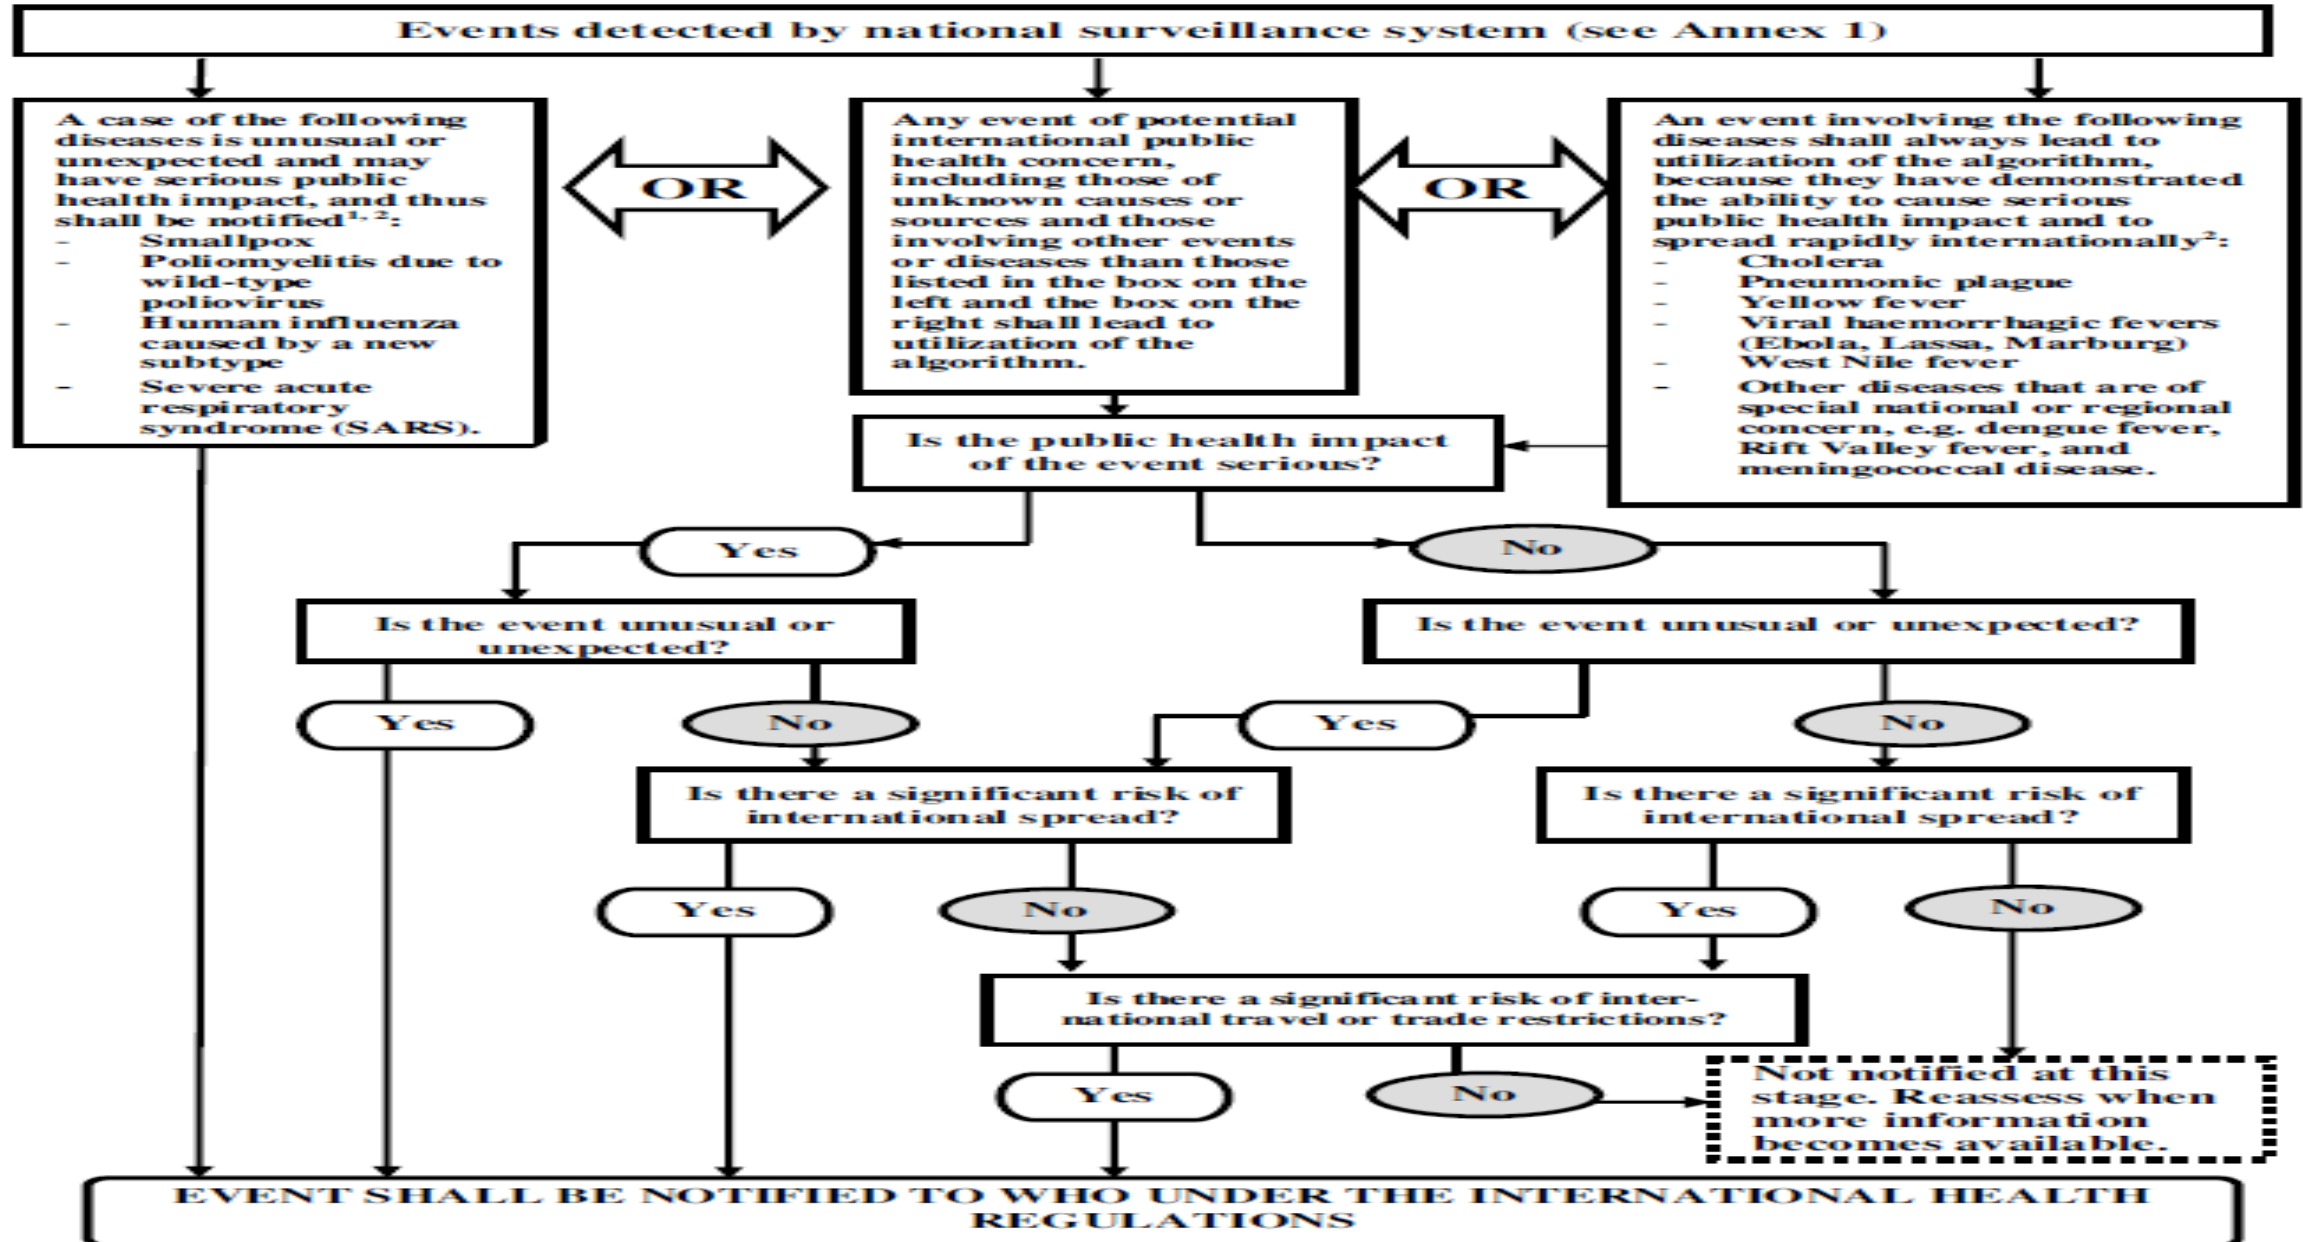 Events detected by national surveillance system (see Annex 1)
A case of the following
diseases is unusual or
unexpected and may
have serious public
health impact, and thus
shall be notified¹˒ ²:
- Smallpox
- Poliomyelitis due to
wild-type
poliovirus
- Human influenza
caused by a new
subtype
- Severe acute
respiratory
syndrome (SARS).
OR
Any event of potential
international public
health concern,
including those of
unknown causes or
sources and those
involving other events
or diseases than those
listed in the box on the
left and the box on the
right shall lead to
utilization of the
algorithm.
OR
An event involving the following
diseases shall always lead to
utilization of the algorithm,
because they have demonstrated
the ability to cause serious
public health impact and to
spread rapidly internationally²:
- Cholera
- Pneumonic plague
- Yellow fever
- Viral haemorrhagic fevers
(Ebola, Lassa, Marburg)
- West Nile fever
- Other diseases that are of
special national or regional
concern, e.g. dengue fever,
Rift Valley fever, and
meningococcal disease.
Is the public health impact
of the event serious?
Yes
No
Is the event unusual or
unexpected?
Is the event unusual or unexpected?
Yes
No
Yes
No
Is there a significant risk of
international spread?
Is there a significant risk of
international spread?
Yes
No
Yes
No
Is there a significant risk of inter-
national travel or trade restrictions?
Yes
No
Not notified at this
stage. Reassess when
more information
becomes available.
EVENT SHALL BE NOTIFIED TO WHO UNDER THE INTERNATIONAL HEALTH
REGULATIONS